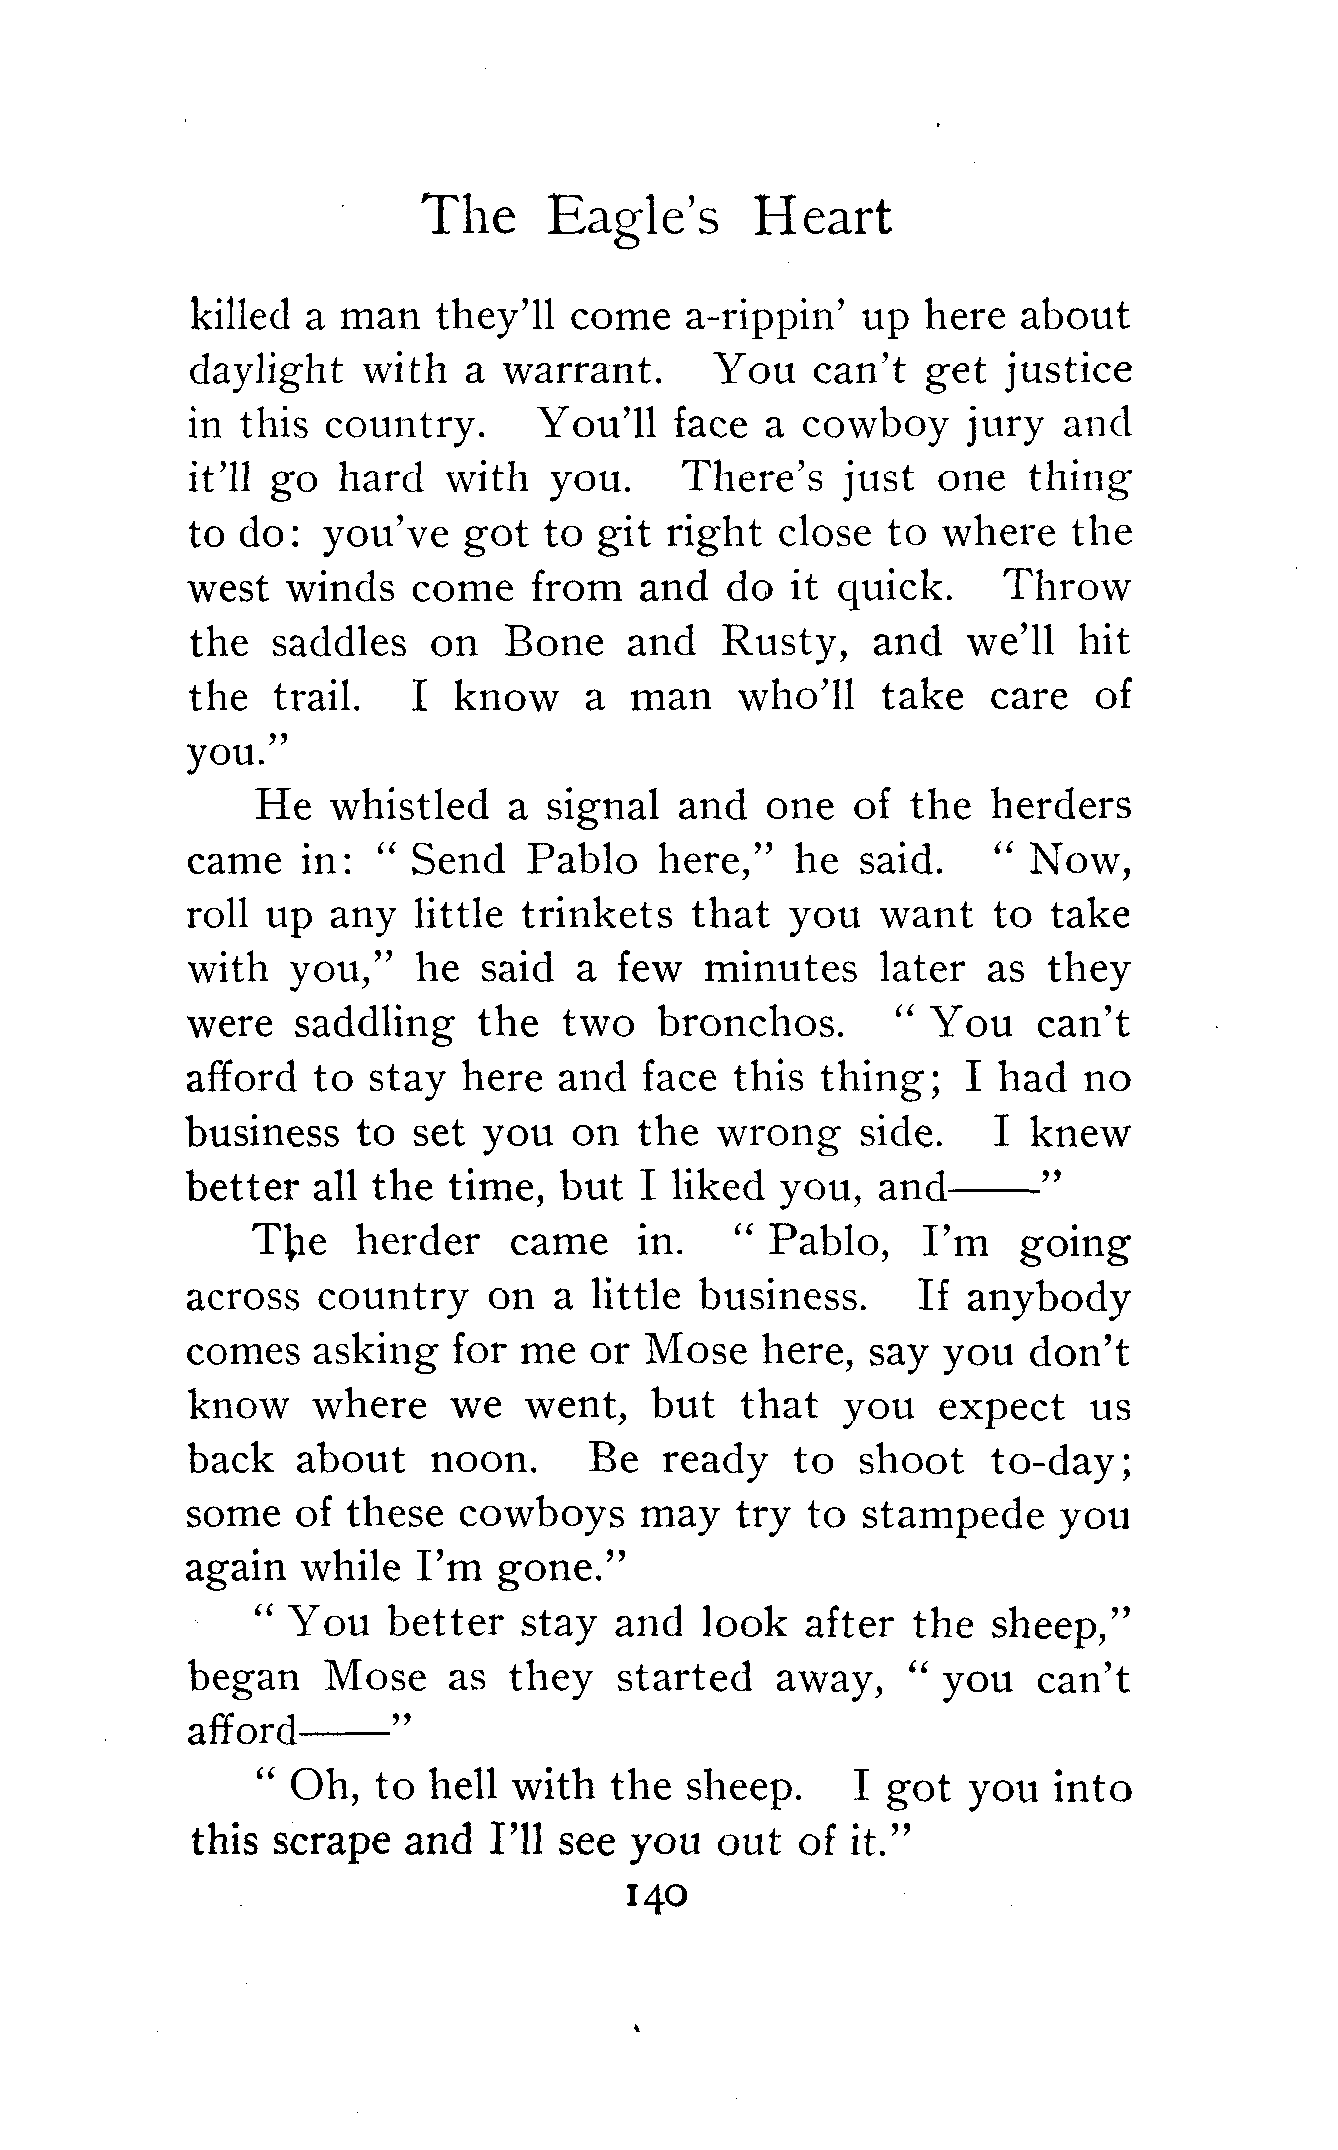 The Eagle's Heart
killed a man they'll come a-rippin' up here about
daylight with a warrant. You can't get justice
in this country. You'll face a cowboy jury and
it'll go hard with you. There's just one thing
to do: you've got to git right close to where the
west winds come from and do it quick. Throw
the saddles on Bone and Rusty, and we'll hit
the trail. I know a man who'll take care of
you."
He whistled a signal and one of the herders
came in: " Send Pablo here," he said. " Now,
roll up any little trinkets that you want to take
with you," he said a few minutes later as they
were saddling the two bronchos. " You can't
afford to stay here and face this thing; I had no
business to set you on the wrong side. I knew
better all the time, but I liked you, and——"
The herder came in. " Pablo, I'm going
across country on a little business. If anybody
comes asking for me or Mose here, say you don't
know where we went, but that you expect us
back about noon. Be ready to shoot to-day;
some of these cowboys may try to stampede you
again while I'm gone."
" You better stay and look after the sheep,"
began Mose as they started away, " you can't
afford——"
" Oh, to hell with the sheep. I got you into
this scrape and I'll see you out of it."
140